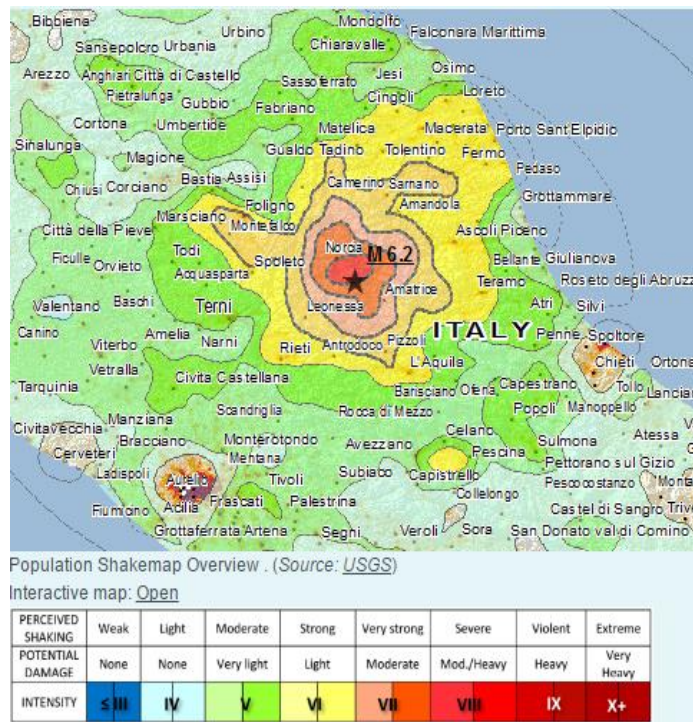 Bibbiena
Urbino
Mondolfo
Falconara Marittima
Sansepolcro Urbania
Chiaravalle
Arezzo
Anghiari Città di Castello
Jesi
Osimo
Pietralunga
Sassoferrato
Cingoli
Loreto
Gubbio
Fabriano
Cortona
Umbertide
Matelica
Macerata
Porto Sant'Elpidio
Sinalunga
Gualdo Tadino
Tolentino
Fermo
Magione
Pedaso
Bastia Assisi
Camerino
Sarnano
Chiusi
Corciano
Grottammare
Foligno
Amandola
Marsciano
Città della Pieve
Montefalco
Ascoli Piceno
Norcia
M 6.2
Ficulle
Orvieto
Todi
Spoleto
Bellante
Giulianova
Acquasparta
Teramo
Roseto degli Abruzz
Amatrice
Valentano
Baschi
Terni
Leonessa
Atri
Silvi
ITALY
Canino
Amelia
Narni
Penne
Spoltore
Viterbo
Rieti
Antrodoco
Pizzoli
Vetralla
L'Aquila
Chieti
Ortona
Civita Castellana
Tarquinia
Barisciano
Ofena
Capestrano
Tollo
Lancian
Scandriglia
Rocca di Mezzo
Popoli
Manoppello
Manziana
Civitavecchia
Bracciano
Monterotondo
Celano
Atessa
Avezzano
Sulmona
Cerveteri
Mentana
Pescina
Ladispoli
Aurelio
Tivoli
Subiaco
Capistrello
Pettorano sul Gizio
Pescocostanzo
Monta
Collelongo
Fiumicino
Acilia
Frascati
Palestrina
Castel di Sangro
Trive
Grottaferrata
Artena
Segni
Veroli
Sora
San Donato val di Comino
Population Shakemap Overview . (Source: USGS)
Interactive map: Open
PERCEIVED SHAKING Weak Light Moderate Strong Very strong Severe Violent Extreme
POTENTIAL DAMAGE None None Very light Light Moderate Mod./Heavy Heavy Very Heavy
INTENSITY ≤III IV V VI VII VIII IX X+